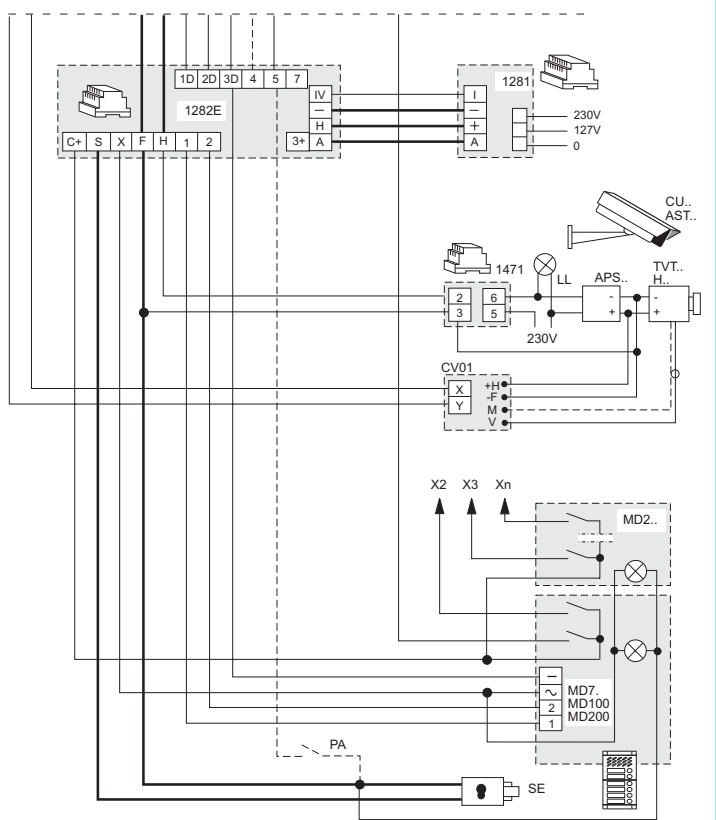 1D 2D 3D 4 5 7
1282E
IV
–
H
3+ A
C+ S X F H 1 2
1281
I
–
+
A
230V
127V
0
CU..
AST..
1471
2 6
3 5
LL
230V
APS..
-
+
TVT..
H..
-
+
CV01
X
Y
+H
-F
M
V
X2 X3 Xn
MD2..
–
~
2
1
MD7.
MD100
MD200
PA
SE